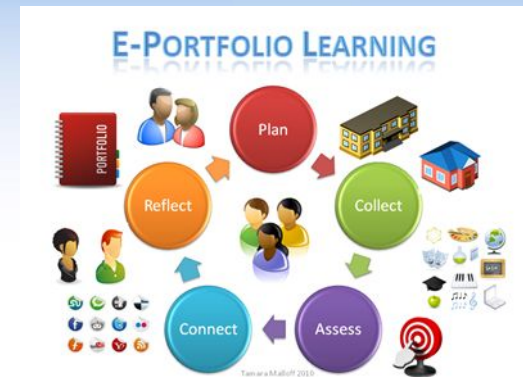 E-PORTFOLIO LEARNING
PORTFOLIO
Plan
Reflect
Collect
Connect
Assess
Tamara Malloff 2010